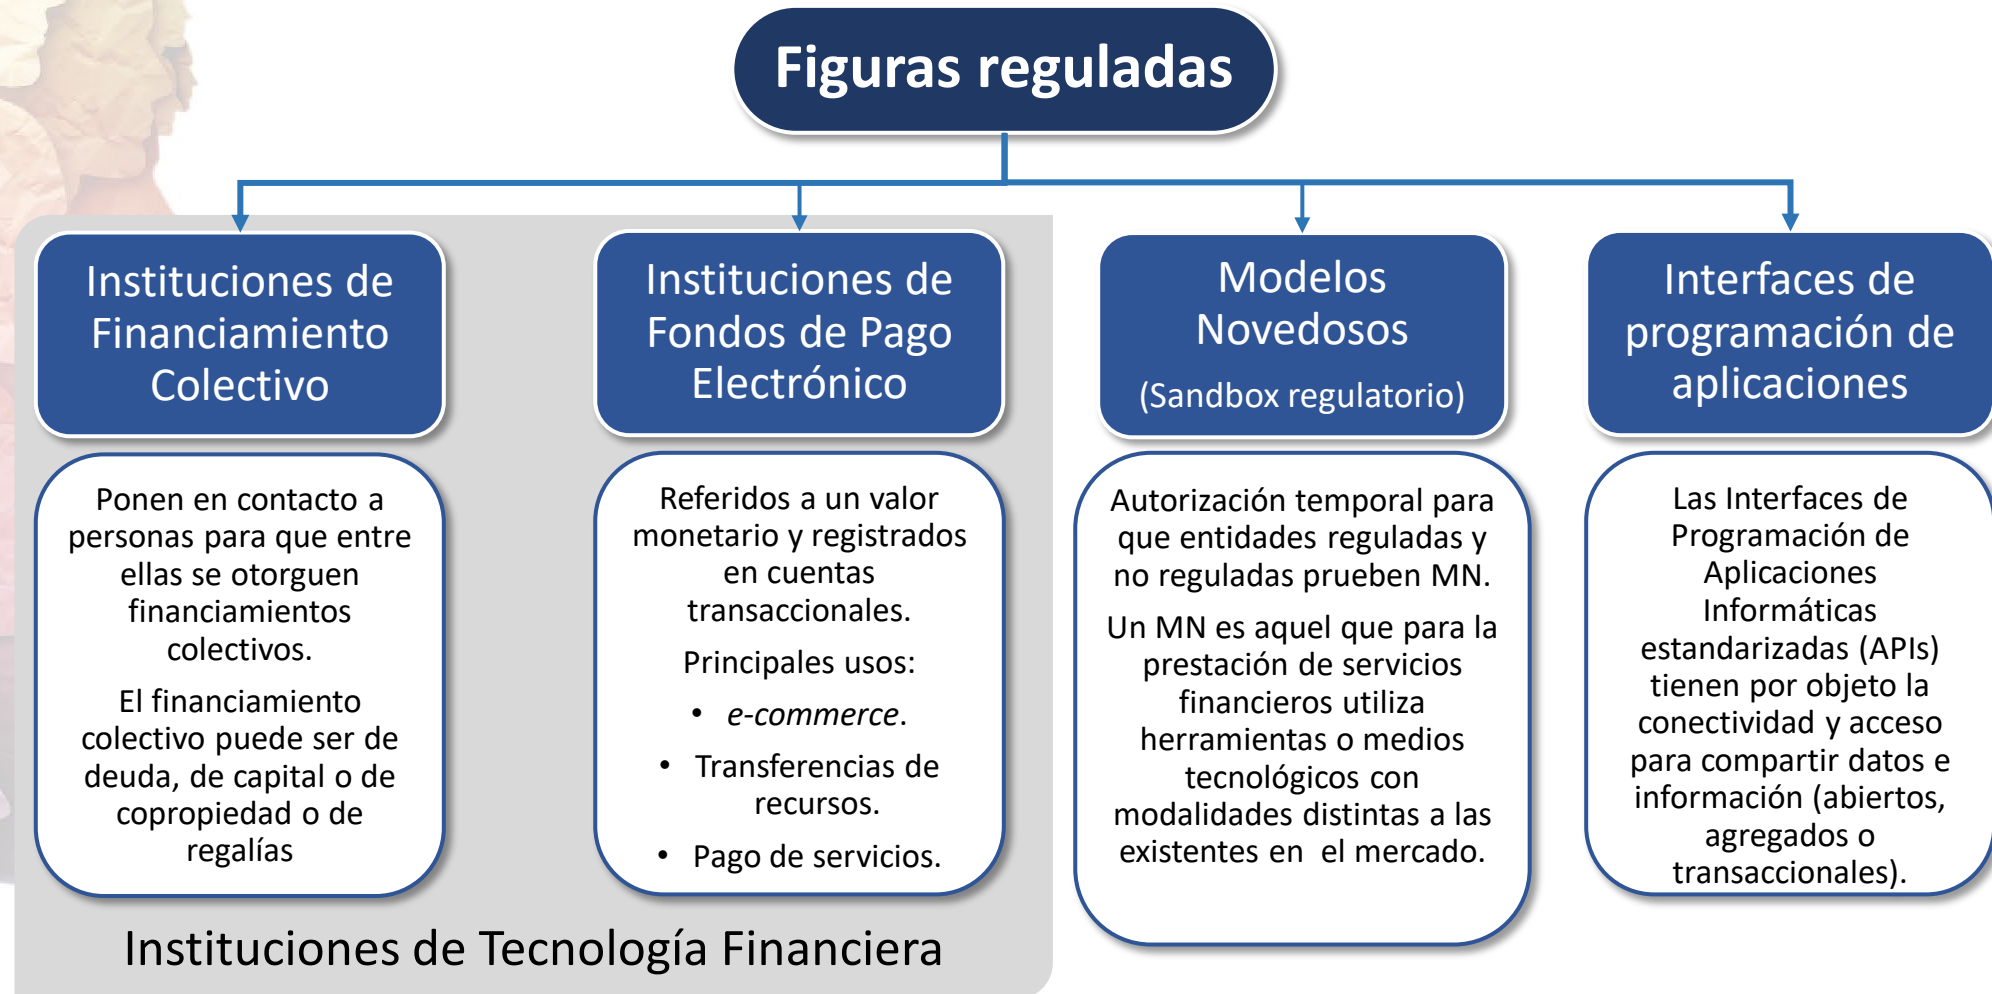 Figuras reguladas
Instituciones de
Financiamiento
Colectivo
Ponen en contacto a
personas para que entre
ellas se otorguen
financiamientos
colectivos.
El financiamiento
colectivo puede ser de
deuda, de capital o de
copropiedad o de
regalías
Instituciones de
Fondos de Pago
Electrónico
Referidos a un valor
monetario y registrados
en cuentas
transaccionales.
Principales usos:
• e-commerce.
• Transferencias de
recursos.
• Pago de servicios.
Instituciones de Tecnología Financiera
Modelos
Novedosos
(Sandbox regulatorio)
Autorización temporal para
que entidades reguladas y
no reguladas prueben MN.
Un MN es aquel que para la
prestación de servicios
financieros utiliza
herramientas o medios
tecnológicos con
modalidades distintas a las
existentes en el mercado.
Interfaces de
programación de
aplicaciones
Las Interfaces de
Programación de
Aplicaciones
Informáticas
estandarizadas (APIs)
tienen por objeto la
conectividad y acceso
para compartir datos e
información (abiertos,
agregados o
transaccionales).